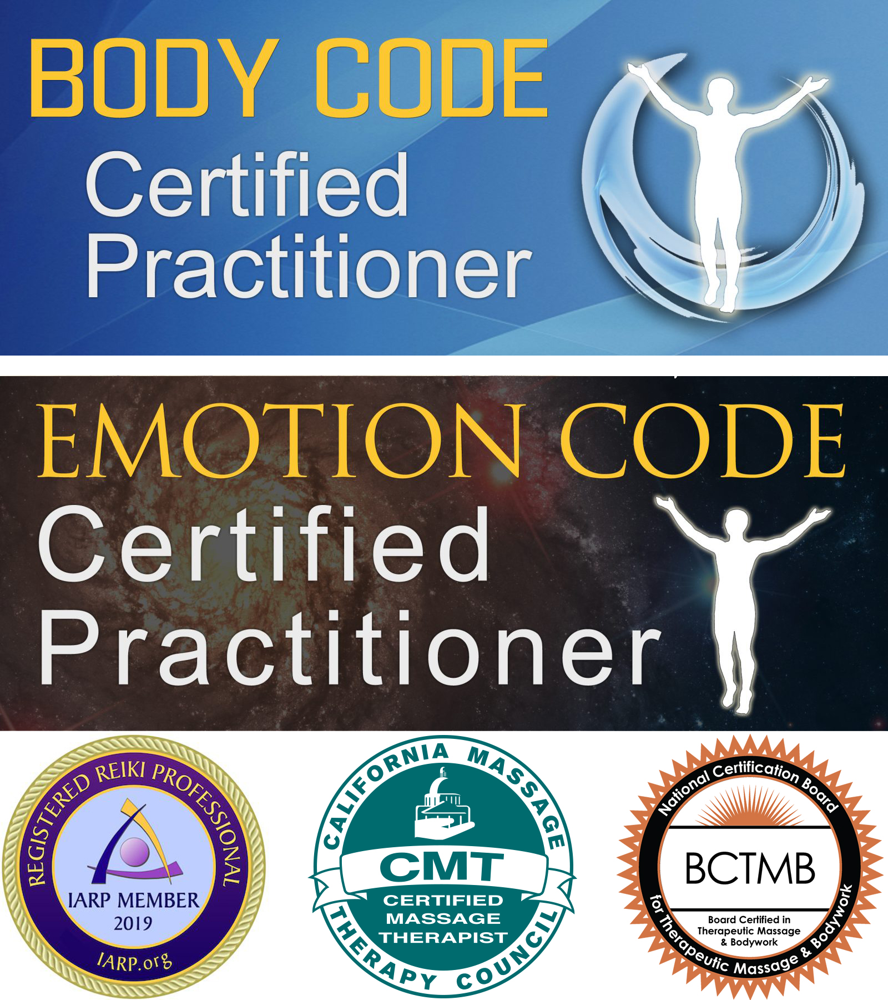 BODY CODE
Certified
Practitioner
EMOTION CODE
Certified
Practitioner
REGISTERED REIKI PROFESSIONAL
IARP MEMBER
2019
IARP.org
CALIFORNIA MASSAGE
CMT
CERTIFIED
MASSAGE
THERAPIST
THERAPY COUNCIL
National Certification Board
BCTMB
Board Certified in
Therapeutic Massage
& Bodywork
for Therapeutic Massage & Bodywork